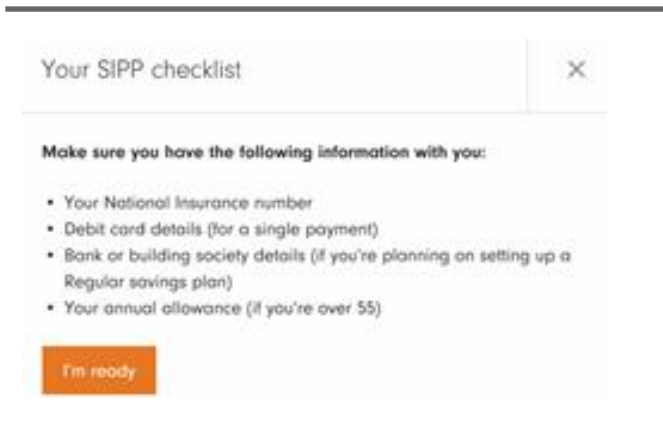 Your SIPP checklist
Make sure you have the following information with you:
• Your National Insurance number
• Debit card details (for a single payment)
• Bank or building society details (if you're planning on setting up a
Regular savings plan)
• Your annual allowance (if you're over 55)
I'm ready